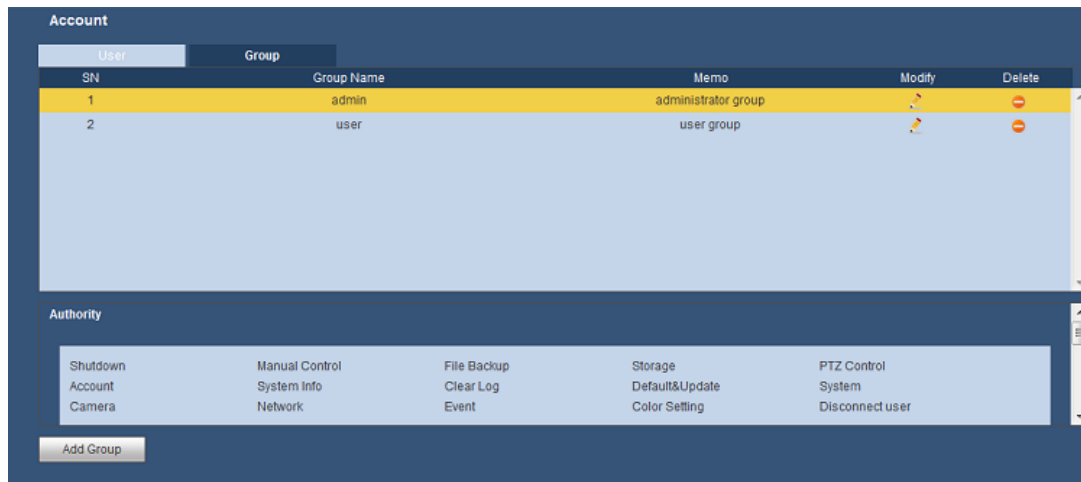 Account
User Group
SN Group Name Memo Modify Delete
1 admin administrator group
2 user user group
Authority
Shutdown Manual Control File Backup Storage PTZ Control
Account System Info Clear Log Default&Update System
Camera Network Event Color Setting Disconnect user
Add Group